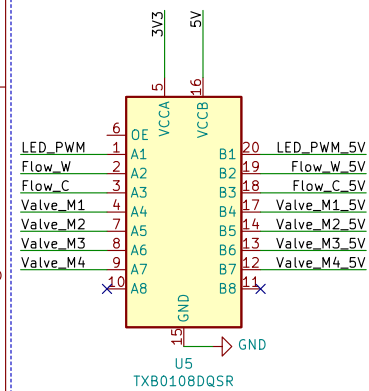 3V3
5V
5
16
VCCA
VCCB
6 OE
LED_PWM 1 A1 B1 20 LED_PWM_5V
Flow_W 2 A2 B2 19 Flow_W_5V
Flow_C 3 A3 B3 18 Flow_C_5V
Valve_M1 4 A4 B4 17 Valve_M1_5V
Valve_M2 7 A5 B5 14 Valve_M2_5V
Valve_M3 8 A6 B6 13 Valve_M3_5V
Valve_M4 9 A7 B7 12 Valve_M4_5V
10 A8 B8 11
GND
15
GND
U5
TXB0108DQSR